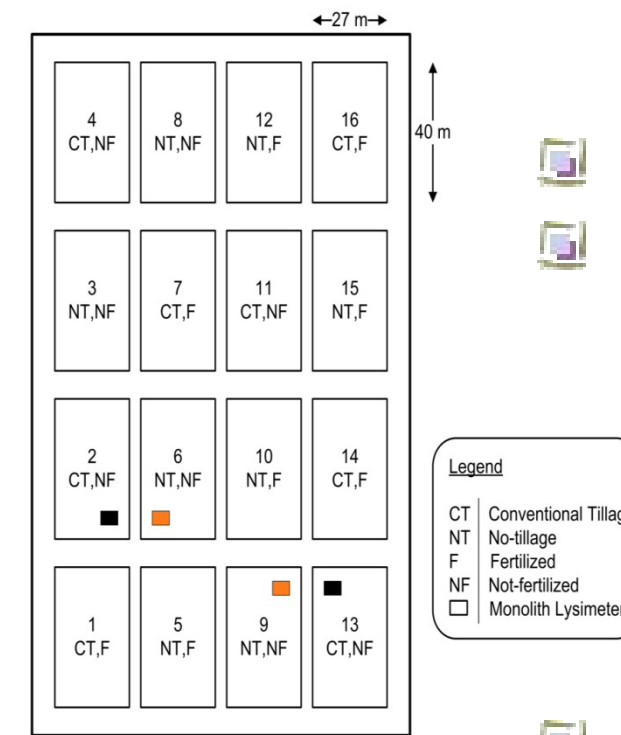 27 m
40 m
4
CT,NF
8
NT,NF
12
NT,F
16
CT,F
3
NT,NF
7
CT,F
11
CT,NF
15
NT,F
2
CT,NF
6
NT,NF
10
NT,F
14
CT,F
1
CT,F
5
NT,F
9
NT,NF
13
CT,NF
Legend
CT Conventional Tillag
NT No-tillage
F Fertilized
NF Not-fertilized
Monolith Lysimeter